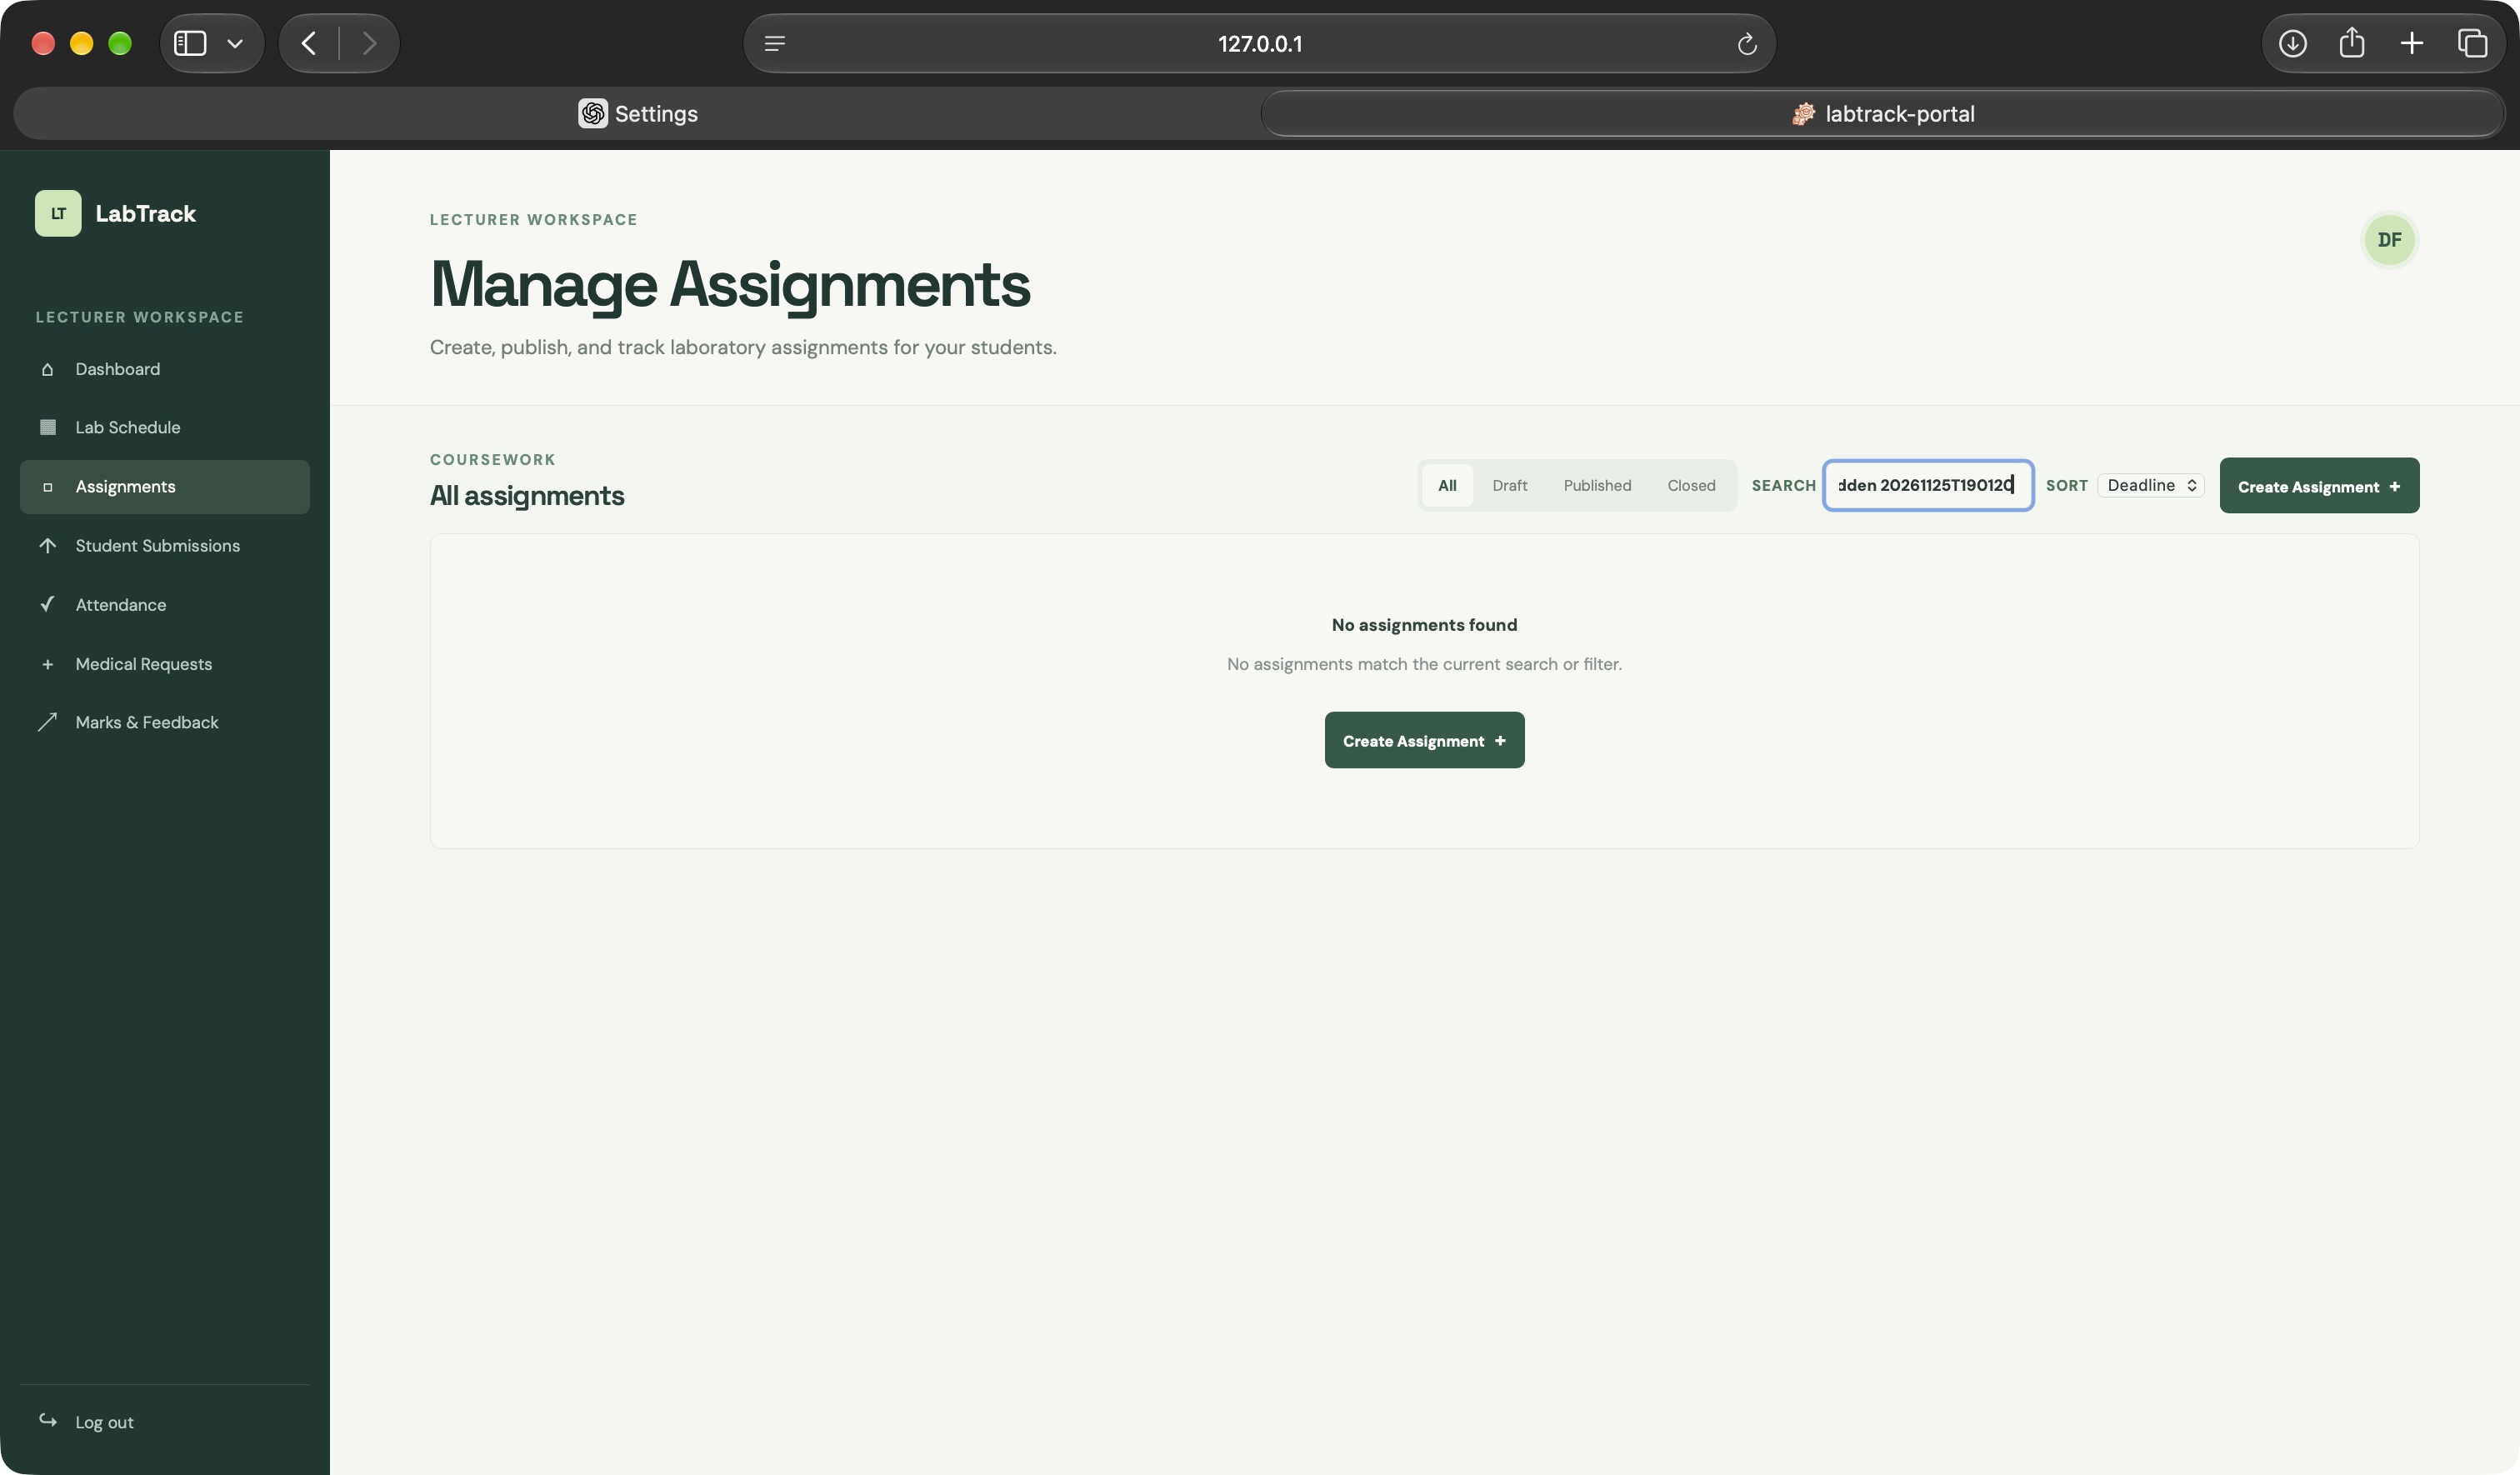 127.0.0.1
Settings
labtrack-portal
LT
LabTrack
LECTURER WORKSPACE
Dashboard
Lab Schedule
Assignments
Student Submissions
Attendance
Medical Requests
Marks & Feedback
Log out
LECTURER WORKSPACE
DF
Manage Assignments
Create, publish, and track laboratory assignments for your students.
COURSEWORK
All assignments
All Draft Published Closed SEARCH dden 20261125T190120 SORT Deadline Create Assignment +
No assignments found
No assignments match the current search or filter.
Create Assignment +